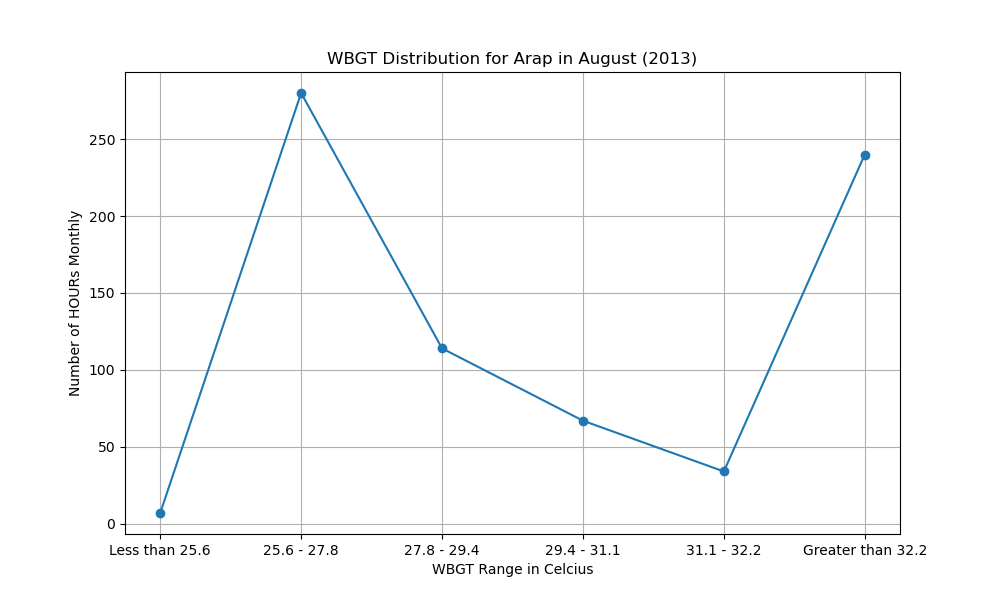 WBGT Distribution for Arap in August (2013)
Number of HOURs Monthly
250
200
150
100
50
0
Less than 25.6
25.6 - 27.8
27.8 - 29.4
29.4 - 31.1
31.1 - 32.2
Greater than 32.2
WBGT Range in Celcius